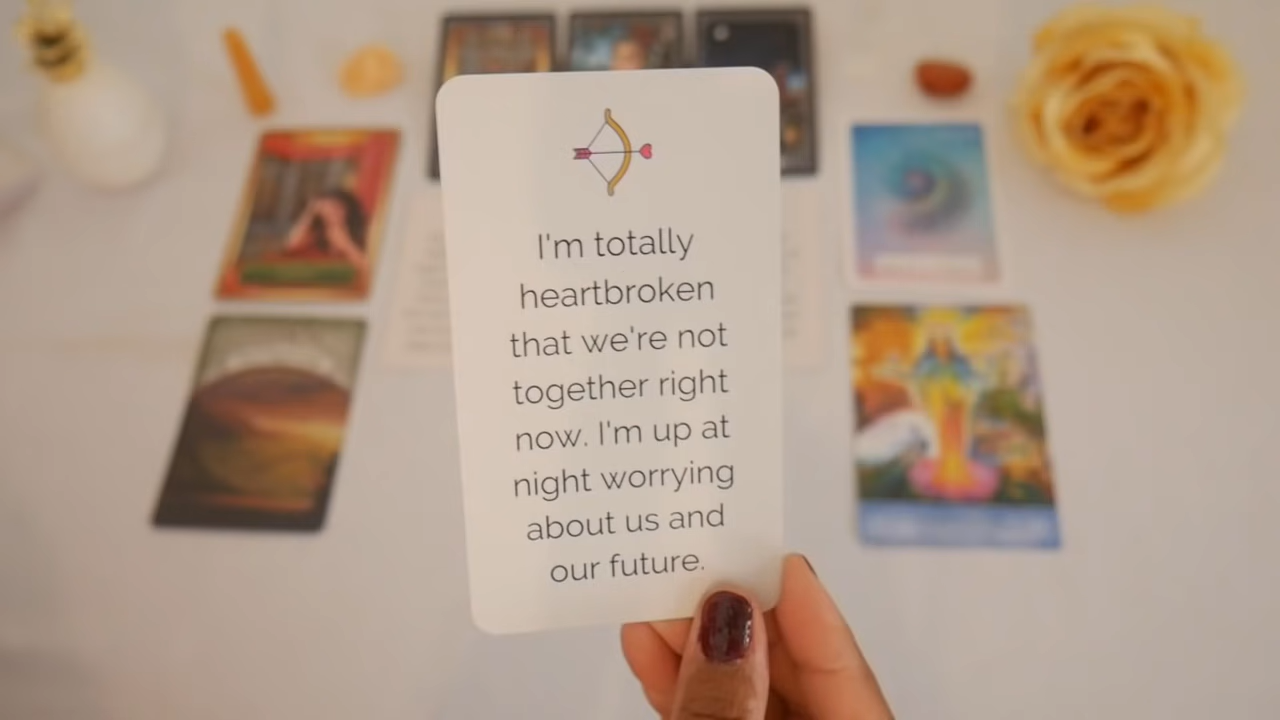 I'm totally
heartbroken
that we're not
together right
now. I'm up at
night worrying
about us and
our future.